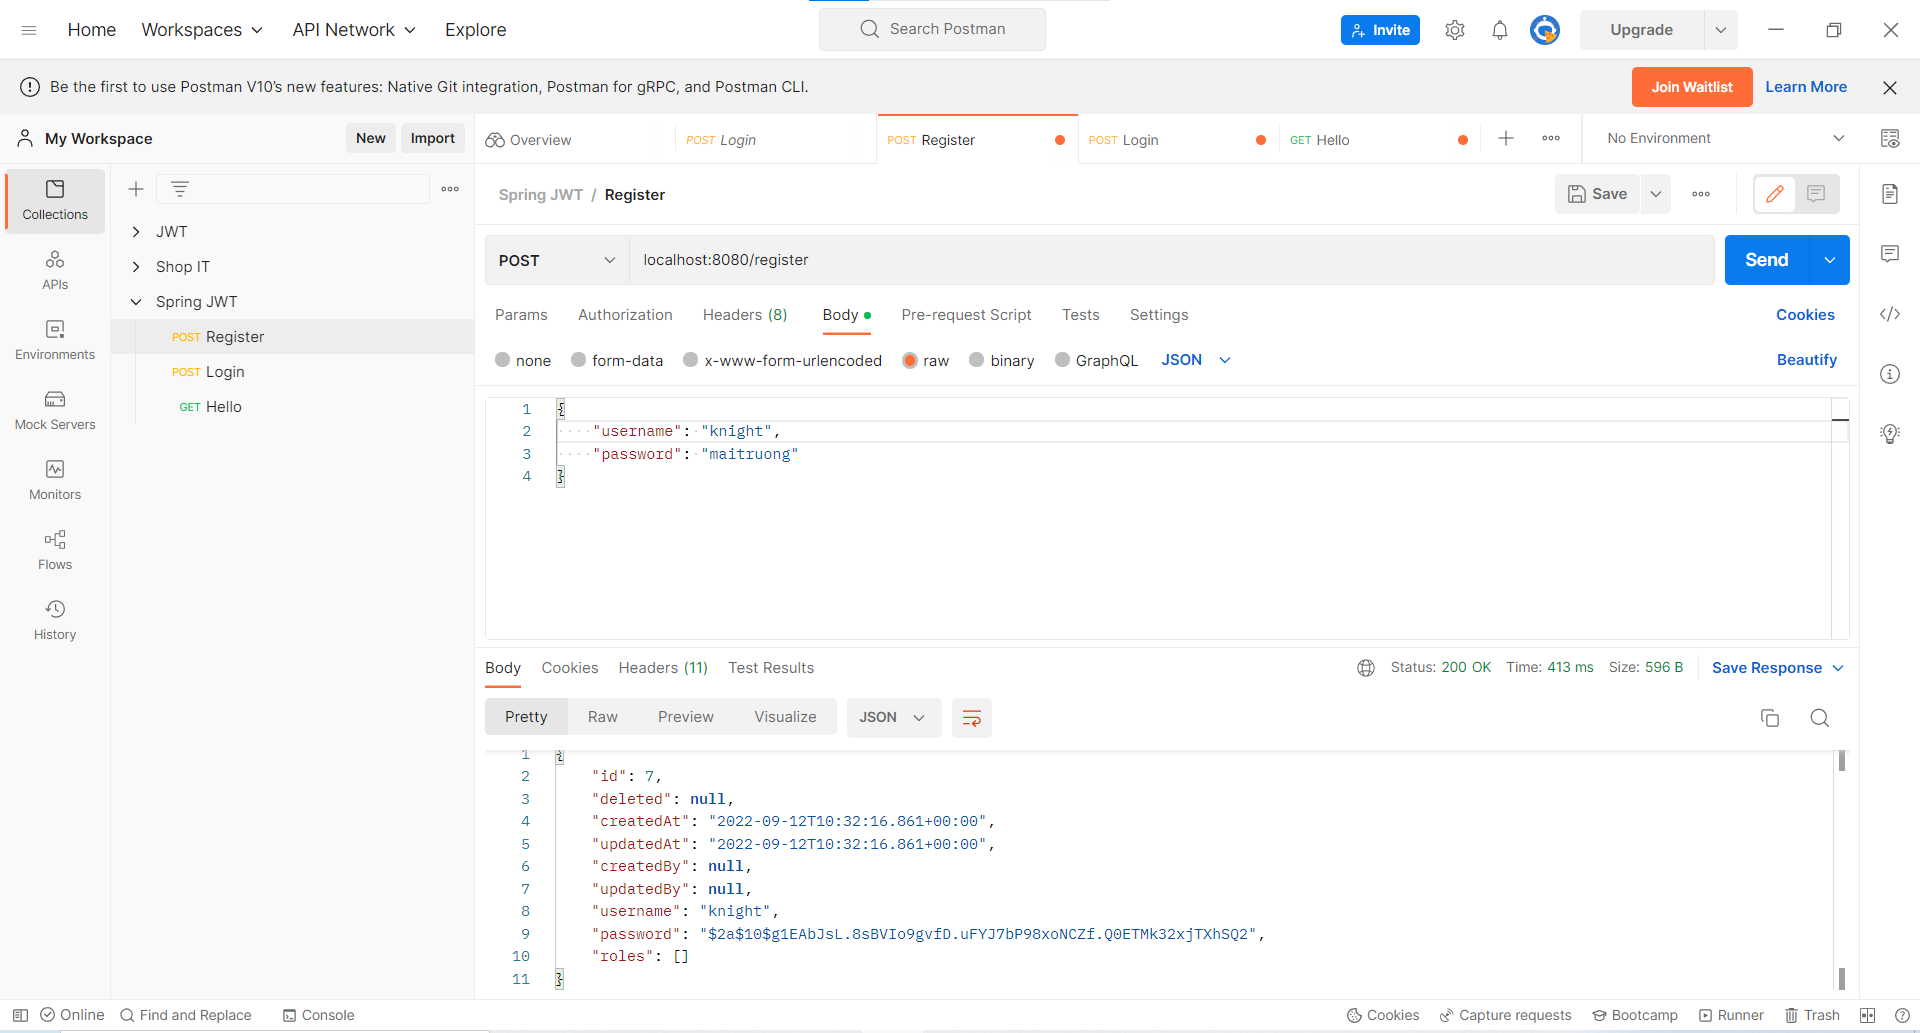 Home Workspaces API Network Explore Search Postman Invite Upgrade
Be the first to use Postman V10's new features: Native Git integration, Postman for gRPC, and Postman CLI. Join Waitlist Learn More
My Workspace New Import Overview POST Login POST Register POST Login GET Hello No Environment
Collections
APIs
Environments
Mock Servers
Monitors
Flows
History
JWT
Shop IT
Spring JWT
POST Register
POST Login
GET Hello
Spring JWT / Register Save
POST localhost:8080/register Send
Params Authorization Headers (8) Body Pre-request Script Tests Settings Cookies
none form-data x-www-form-urlencoded raw binary GraphQL JSON Beautify
1 {
2 "username": "knight",
3 "password": "maitruong"
4 }
Body Cookies Headers (11) Test Results Status: 200 OK Time: 413 ms Size: 596 B Save Response
Pretty Raw Preview Visualize JSON
1 {
2 "id": 7,
3 "deleted": null,
4 "createdAt": "2022-09-12T10:32:16.861+00:00",
5 "updatedAt": "2022-09-12T10:32:16.861+00:00",
6 "createdBy": null,
7 "updatedBy": null,
8 "username": "knight",
9 "password": "$2a$10$g1EAbJsL.8sBVIo9gvfD.uFYJ7bP98xoNCZf.Q0ETMk32xjTXhSQ2",
10 "roles": []
11 }
Online Find and Replace Console Cookies Capture requests Bootcamp Runner Trash